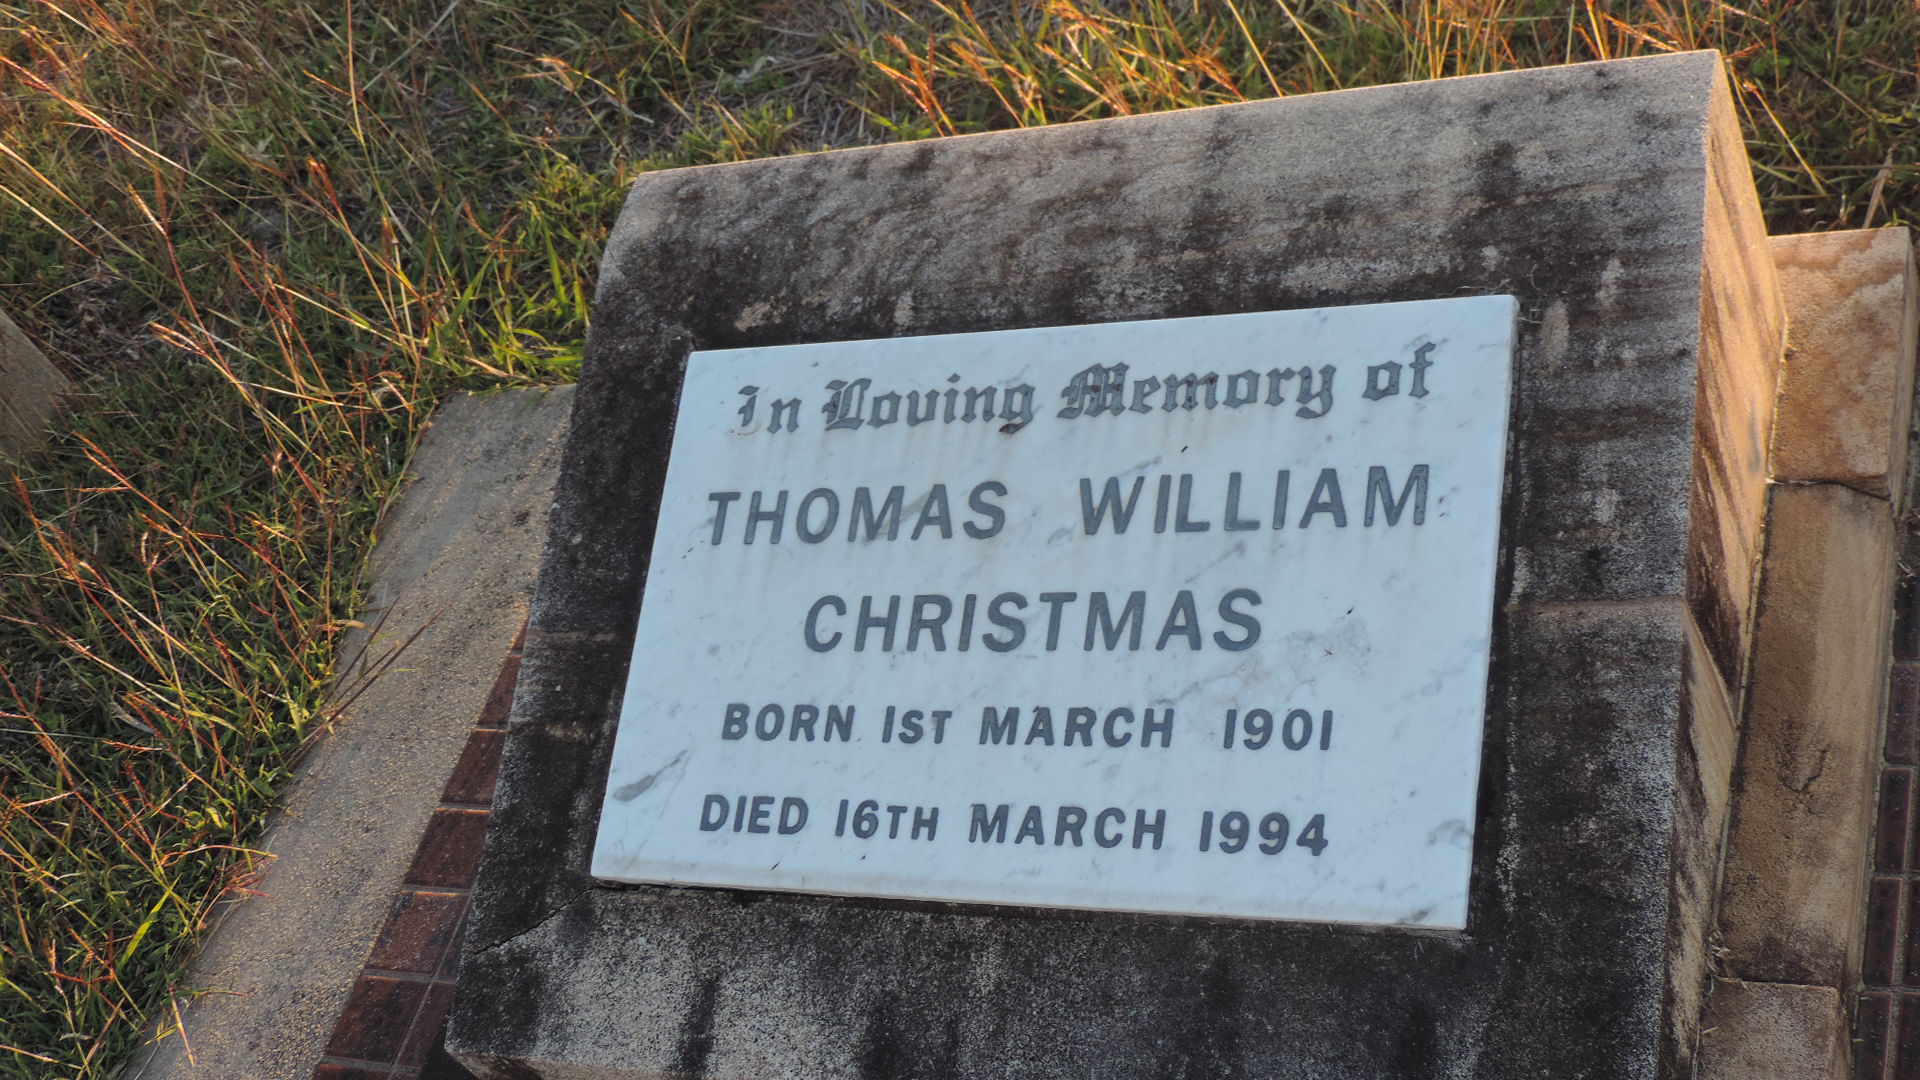 In Loving Memory of
THOMAS WILLIAM
CHRISTMAS
BORN 1ST MARCH 1901
DIED 16TH MARCH 1994